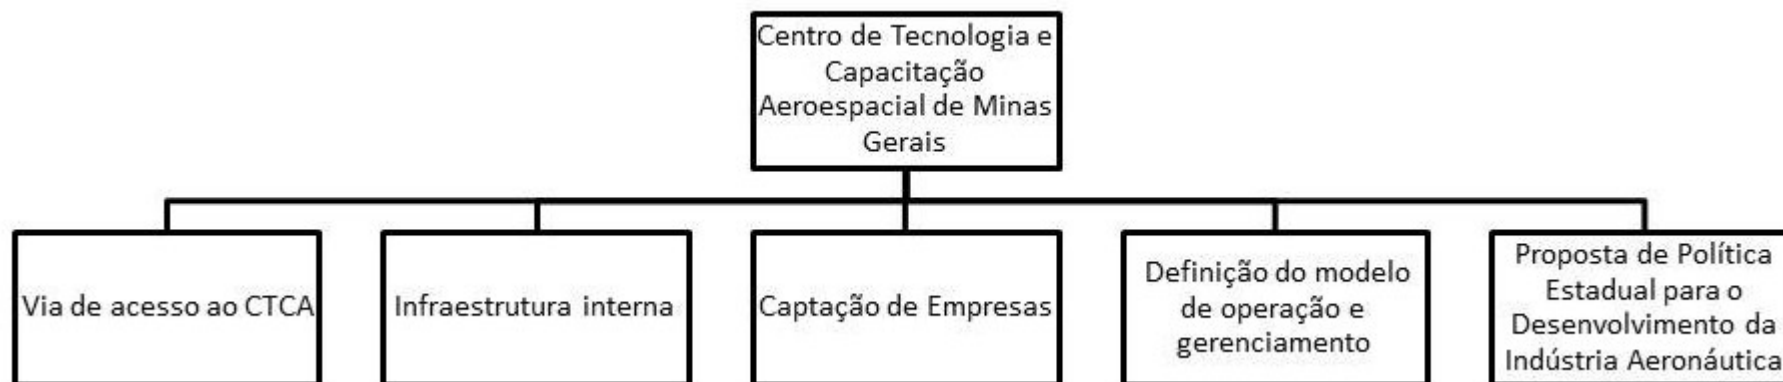 Centro de Tecnologia e
Capacitação
Aeroespacial de Minas
Gerais
Via de acesso ao CTCA
Infraestrutura interna
Captação de Empresas
Definição do modelo
de operação e
gerenciamento
Proposta de Política
Estadual para o
Desenvolvimento da
Indústria Aeronáutica